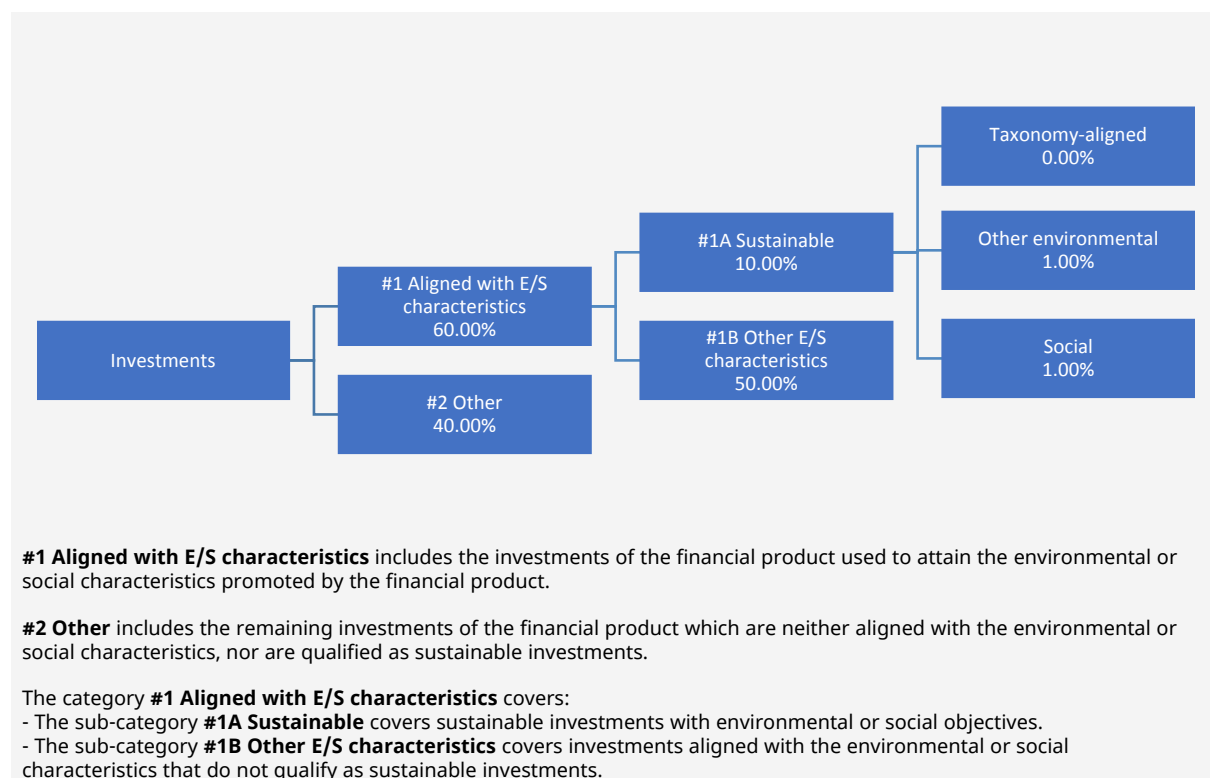 Taxonomy-aligned
0.00%
#1A Sustainable
10.00%
Other environmental
1.00%
#1 Aligned with E/S
characteristics
60.00%
Investments
#1B Other E/S
characteristics
50.00%
Social
1.00%
#2 Other
40.00%
#1 Aligned with E/S characteristics includes the investments of the financial product used to attain the environmental or
social characteristics promoted by the financial product.
#2 Other includes the remaining investments of the financial product which are neither aligned with the environmental or
social characteristics, nor are qualified as sustainable investments.
The category #1 Aligned with E/S characteristics covers:
- The sub-category #1A Sustainable covers sustainable investments with environmental or social objectives.
- The sub-category #1B Other E/S characteristics covers investments aligned with the environmental or social
characteristics that do not qualify as sustainable investments.